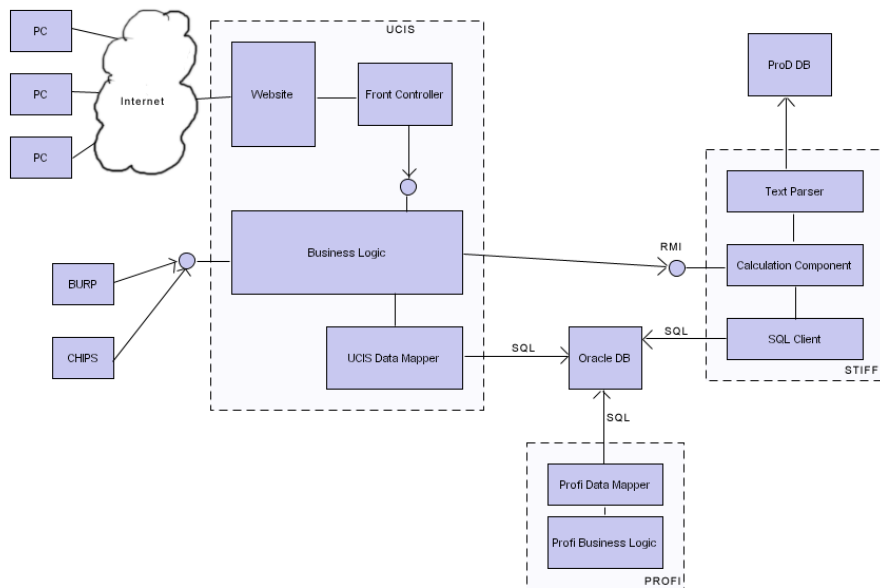 UCIS
PC
PC
PC
Internet
Website
Front Controller
ProD DB
Text Parser
RMI
Business Logic
Calculation Component
BURP
CHIPS
SQL
SQL Client
STIFF
UCIS Data Mapper
SQL
Oracle DB
SQL
Profi Data Mapper
Profi Business Logic
PROFI